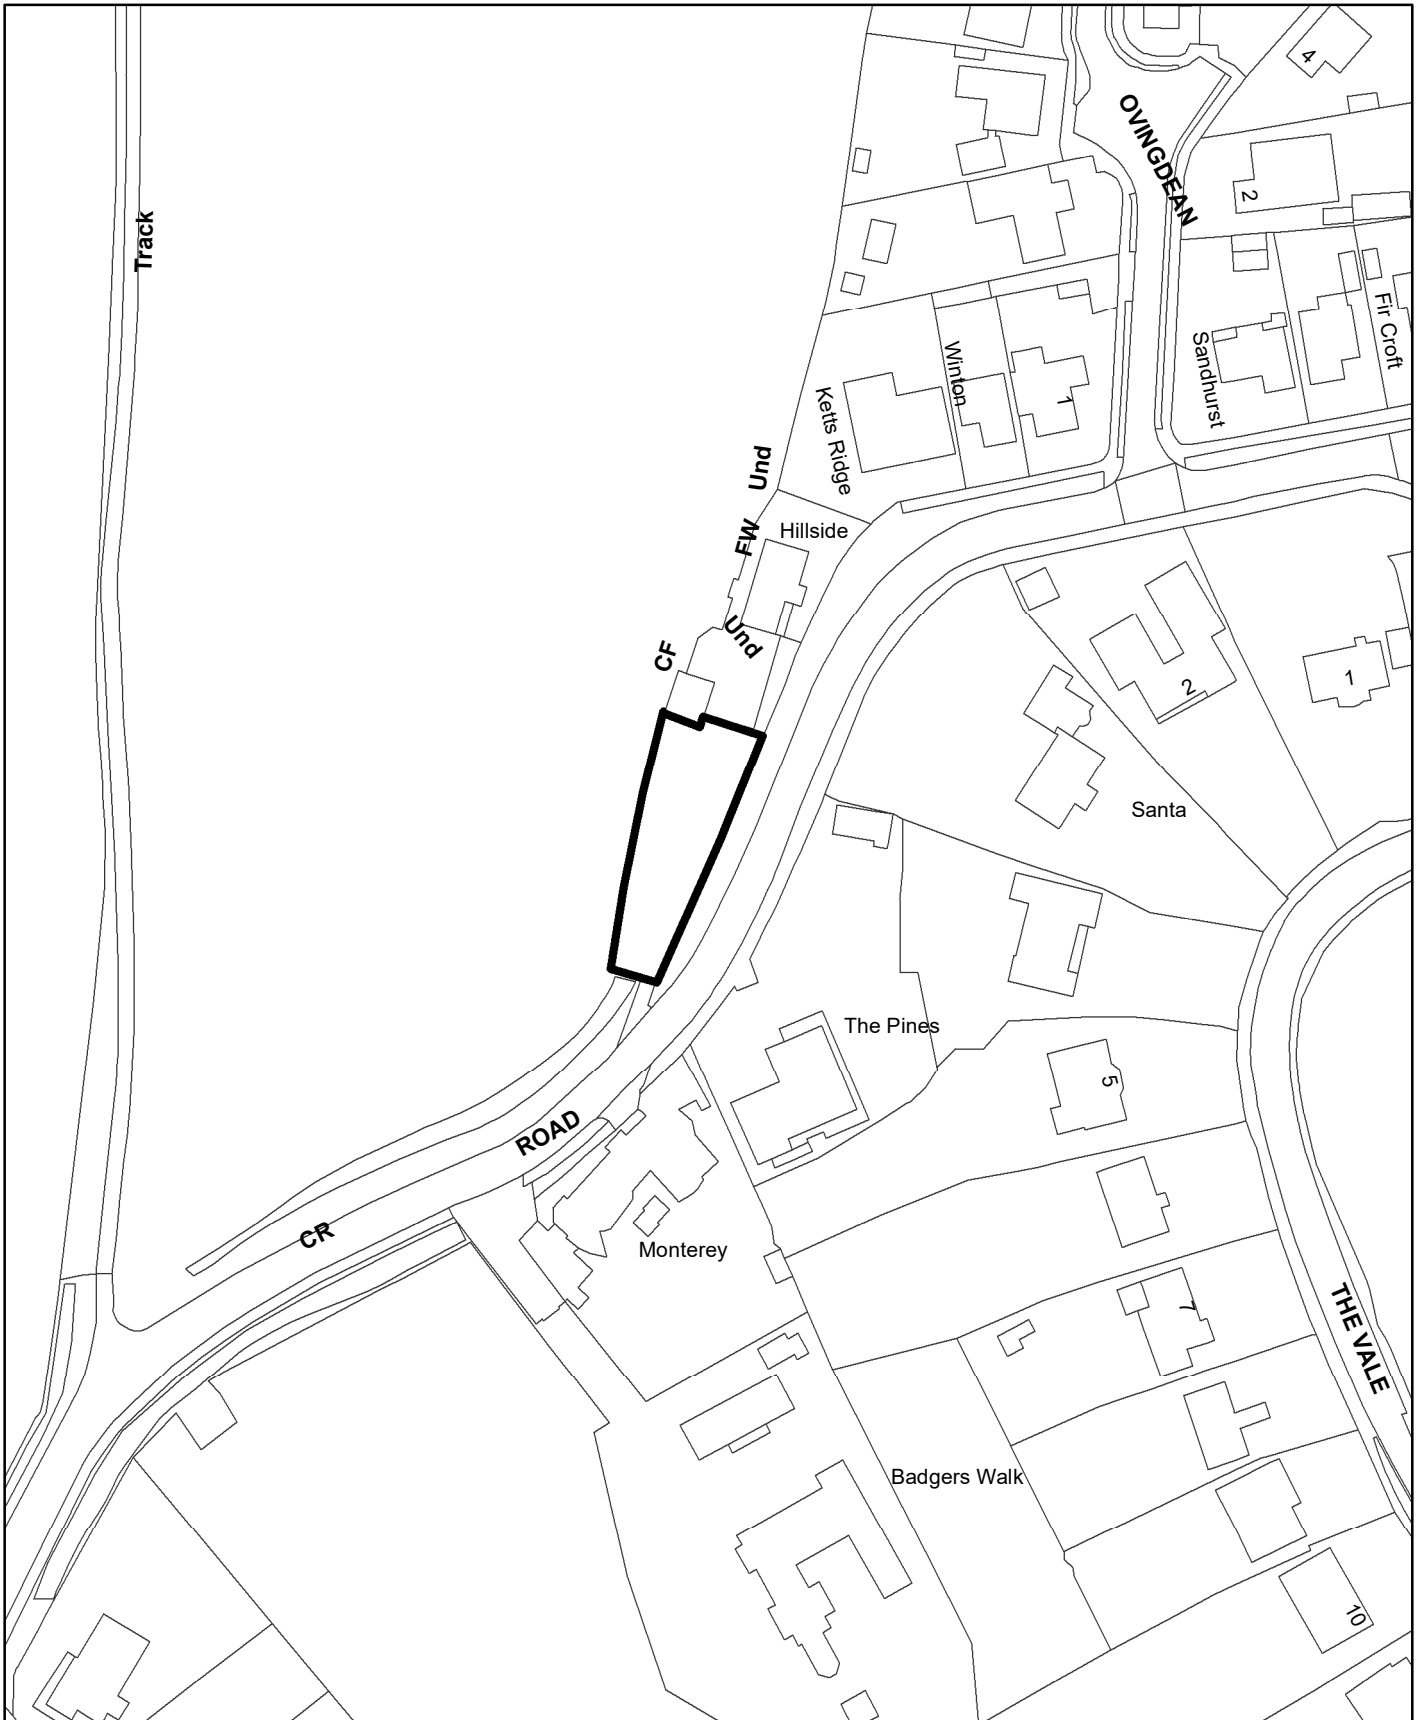 4
OVINGDEAN
2
Track
Fir Croft
Sandhurst
Winton
1
Ketts Ridge
Und
FW
Hillside
Und
CF
2
1
Santa
The Pines
5
ROAD
CR
Monterey
7
THE VALE
Badgers Walk
10